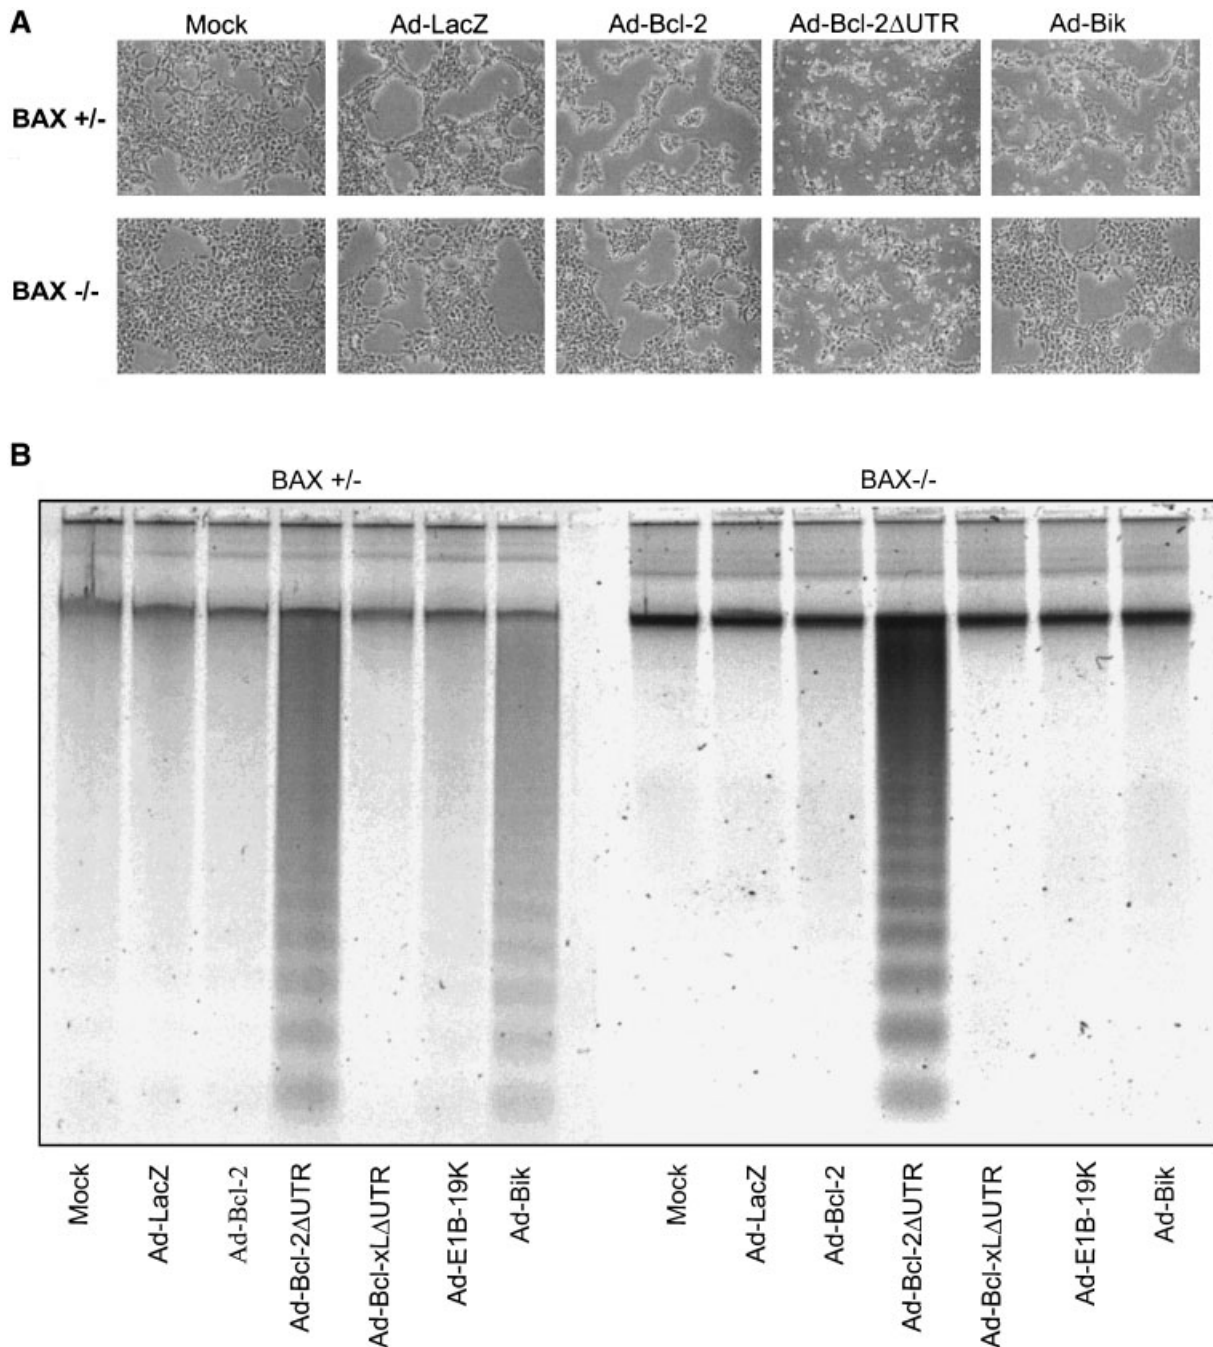 A
Mock Ad-LacZ Ad-Bcl-2 Ad-Bcl-2ΔUTR Ad-Bik
BAX +/-
BAX -/-
B
BAX +/- BAX-/-
Mock Ad-LacZ Ad-Bcl-2 Ad-Bcl-2ΔUTR Ad-Bcl-xLΔUTR Ad-E1B-19K Ad-Bik Mock Ad-LacZ Ad-Bcl-2 Ad-Bcl-2ΔUTR Ad-Bcl-xLΔUTR Ad-E1B-19K Ad-Bik